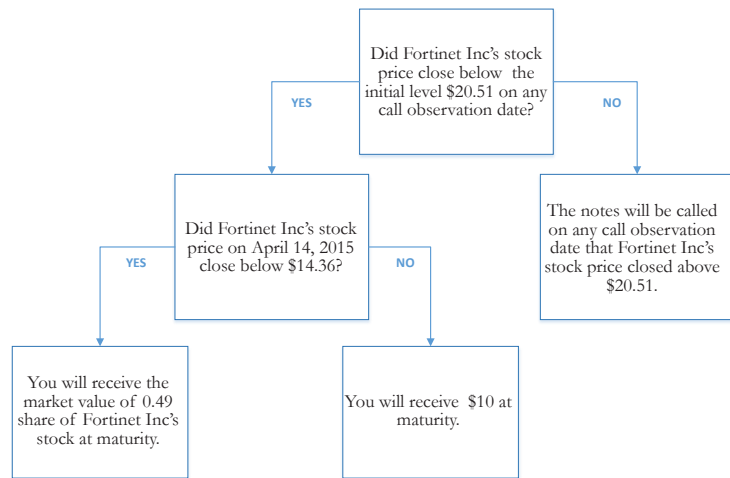 Did Fortinet Inc's stock
price close below the
initial level $20.51 on any
call observation date?
YES
NO
Did Fortinet Inc's stock
price on April 14, 2015
close below $14.36?
The notes will be called
on any call observation
date that Fortinet Inc's
stock price closed above
$20.51.
YES
NO
You will receive the
market value of 0.49
share of Fortinet Inc's
stock at maturity.
You will receive $10 at
maturity.